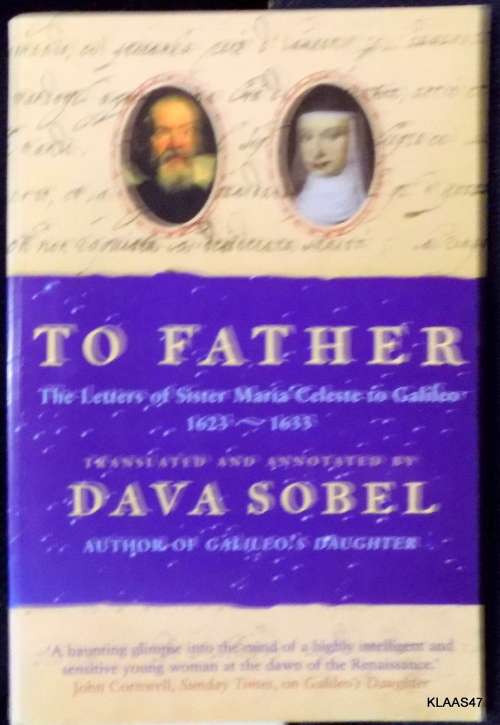 TO FATHER
The Letters of Sister Maria Celeste to Galileo
1623 ~ 1633
TRANSLATED AND ANNOTATED BY
DAVA SOBEL
AUTHOR OF GALILEO'S DAUGHTER
'A haunting glimpse into the mind of a highly intelligent and
sensitive young woman at the dawn of the Renaissance.'
John Cornwell, Sunday Times, on Galileo's Daughter
KLAAS47